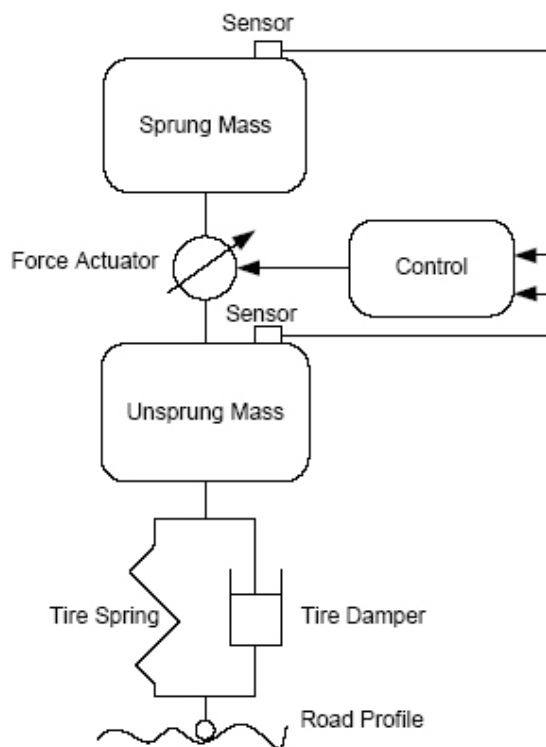 Sensor
Sprung Mass
Force Actuator
Control
Sensor
Unsprung Mass
Tire Spring
Tire Damper
Road Profile